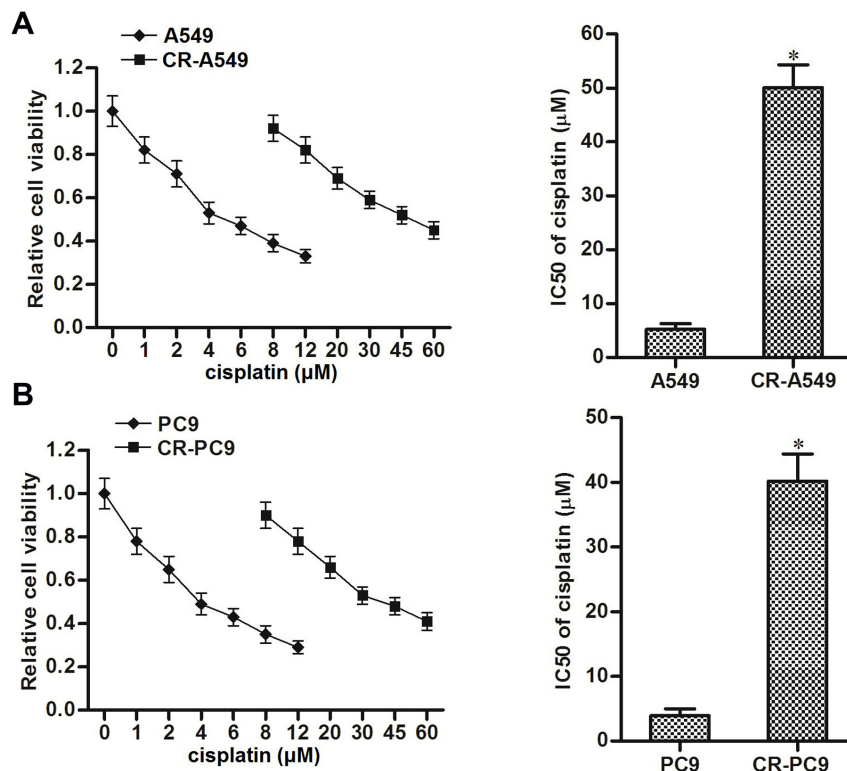 A
A549
CR-A549
Relative cell viability
1.2
1.0
0.8
0.6
0.4
0.2
0.0
0 1 2 4 6 8 12 20 30 45 60
cisplatin (µM)
IC50 of cisplatin (µM)
60
50
40
30
20
10
0
*
A549 CR-A549
B
PC9
CR-PC9
Relative cell viability
1.2
1.0
0.8
0.6
0.4
0.2
0.0
0 1 2 4 6 8 12 20 30 45 60
cisplatin (µM)
IC50 of cisplatin (µM)
50
40
30
20
10
0
*
PC9 CR-PC9